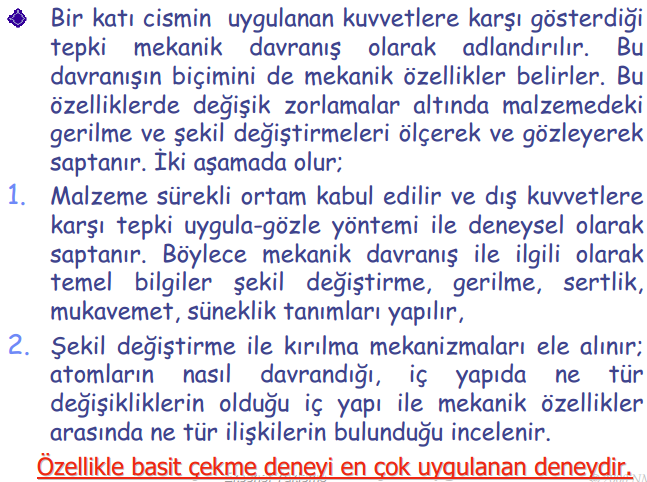 Bir katı cismin uygulanan kuvvetlere karşı gösterdiği
tepki mekanik davranış olarak adlandırılır. Bu
davranışın biçimini de mekanik özellikler belirler. Bu
özelliklerde değişik zorlamalar altında malzemedeki
gerilme ve şekil değiştirmeleri ölçerek ve gözleyerek
saptanır. İki aşamada olur;
1. Malzeme sürekli ortam kabul edilir ve dış kuvvetlere
karşı tepki uygula-gözle yöntemi ile deneysel olarak
saptanır. Böylece mekanik davranış ile ilgili olarak
temel bilgiler şekil değiştirme, gerilme, sertlik,
mukavemet, süneklik tanımları yapılır,
2. Şekil değiştirme ile kırılma mekanizmaları ele alınır;
atomların nasıl davrandığı, iç yapıda ne tür
değişikliklerin olduğu iç yapı ile mekanik özellikler
arasında ne tür ilişkilerin bulunduğu incelenir.
Özellikle basit çekme deneyi en çok uygulanan deneydir.